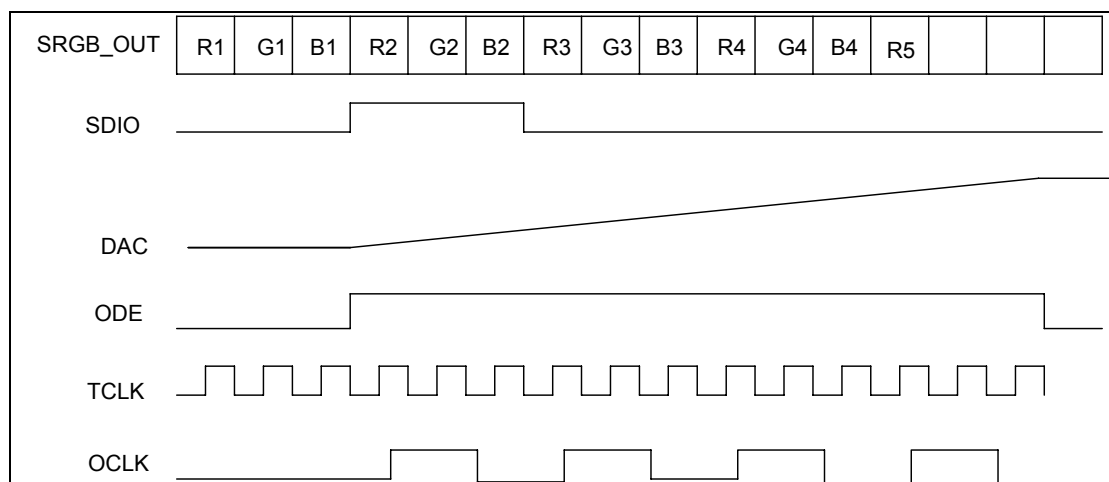 SRGB_OUT R1 G1 B1 R2 G2 B2 R3 G3 B3 R4 G4 B4 R5
SDIO
DAC
ODE
TCLK
OCLK